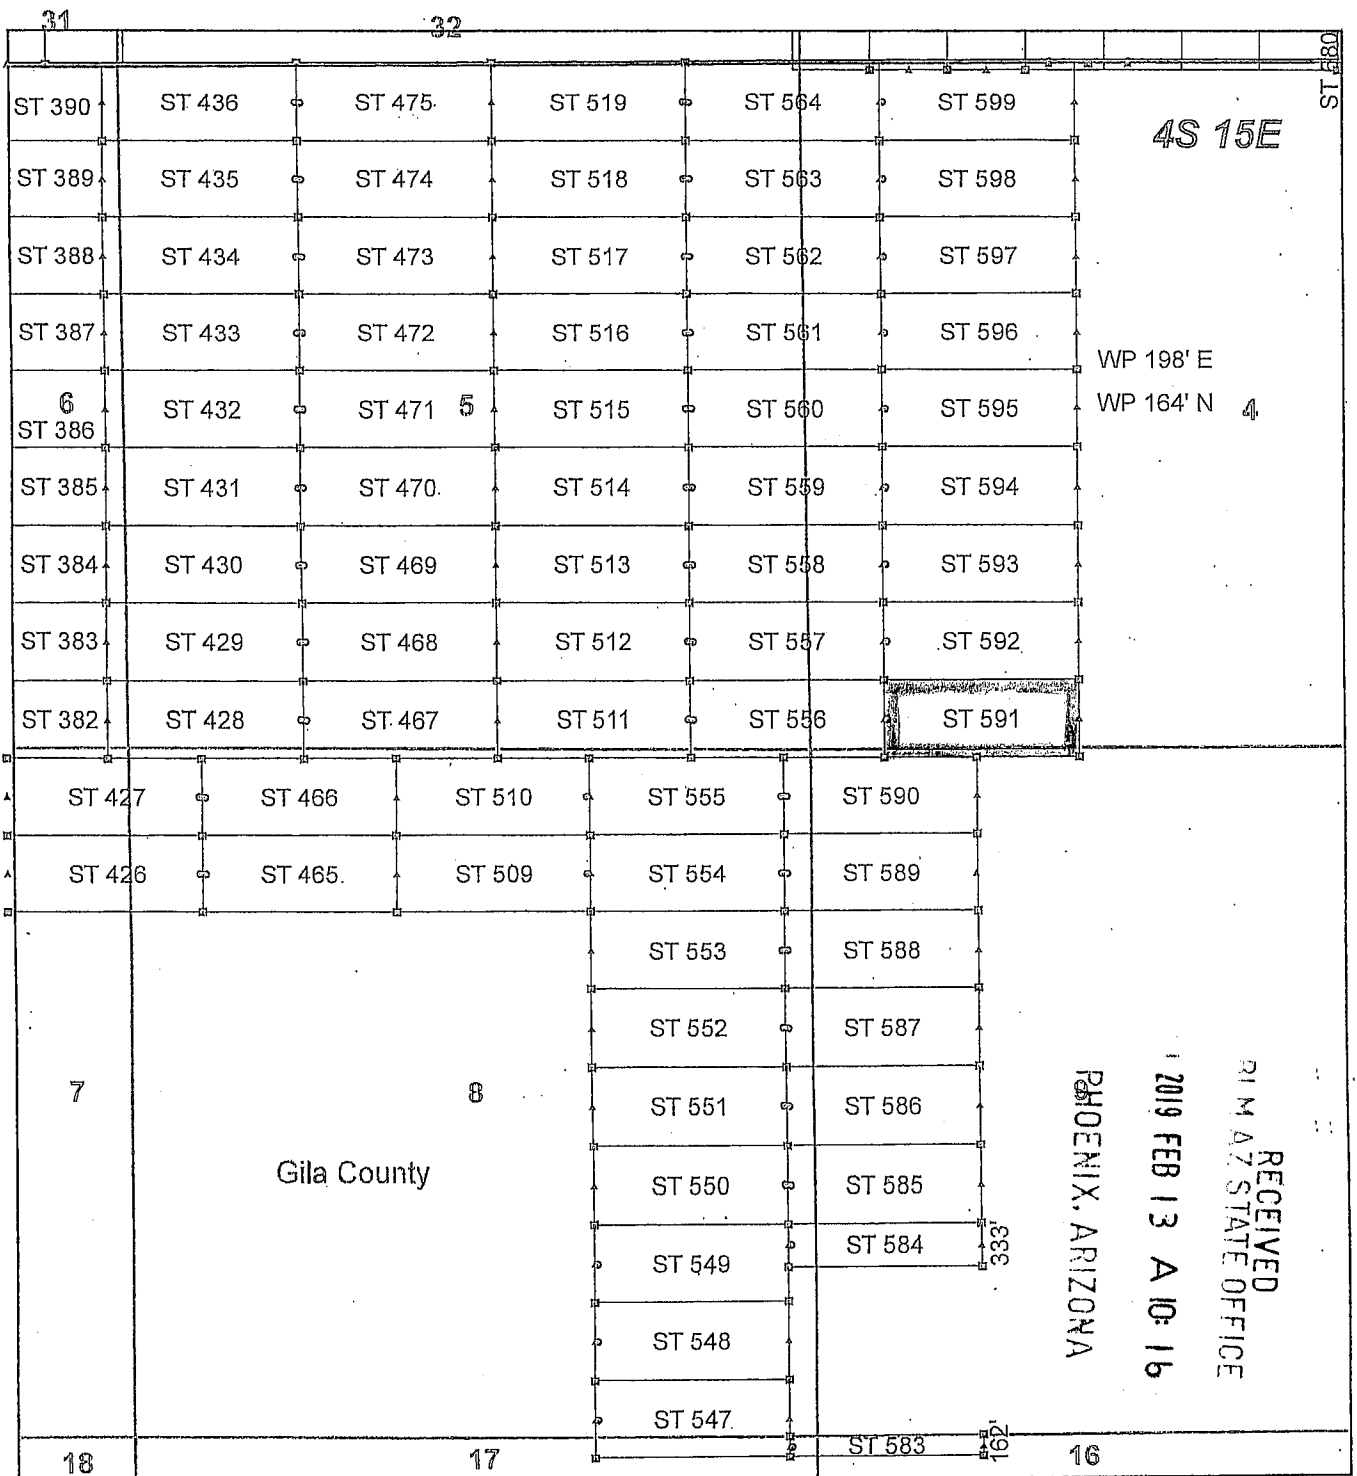 31 32
ST 580
ST 390 ST 436 ST 475 ST 519 ST 564 ST 599
4S 15E
ST 389 ST 435 ST 474 ST 518 ST 563 ST 598
ST 388 ST 434 ST 473 ST 517 ST 562 ST 597
ST 387 ST 433 ST 472 ST 516 ST 561 ST 596
WP 198' E
6 ST 432 ST 471 5 ST 515 ST 560 ST 595 WP 164' N 4
ST 386
ST 385 ST 431 ST 470 ST 514 ST 559 ST 594
ST 384 ST 430 ST 469 ST 513 ST 558 ST 593
ST 383 ST 429 ST 468 ST 512 ST 557 ST 592
ST 382 ST 428 ST 467 ST 511 ST 556 ST 591
ST 427 ST 466 ST 510 ST 555 ST 590
ST 426 ST 465 ST 509 ST 554 ST 589
ST 553 ST 588
ST 552 ST 587
7 8 ST 551 ST 586
Gila County
ST 550 ST 585
ST 584 333'
ST 549
ST 548
ST 547
ST 583 162'
18 17 16
RECEIVED
BLM AZ STATE OFFICE
2019 FEB 13 A 10: 16
PHOENIX, ARIZONA